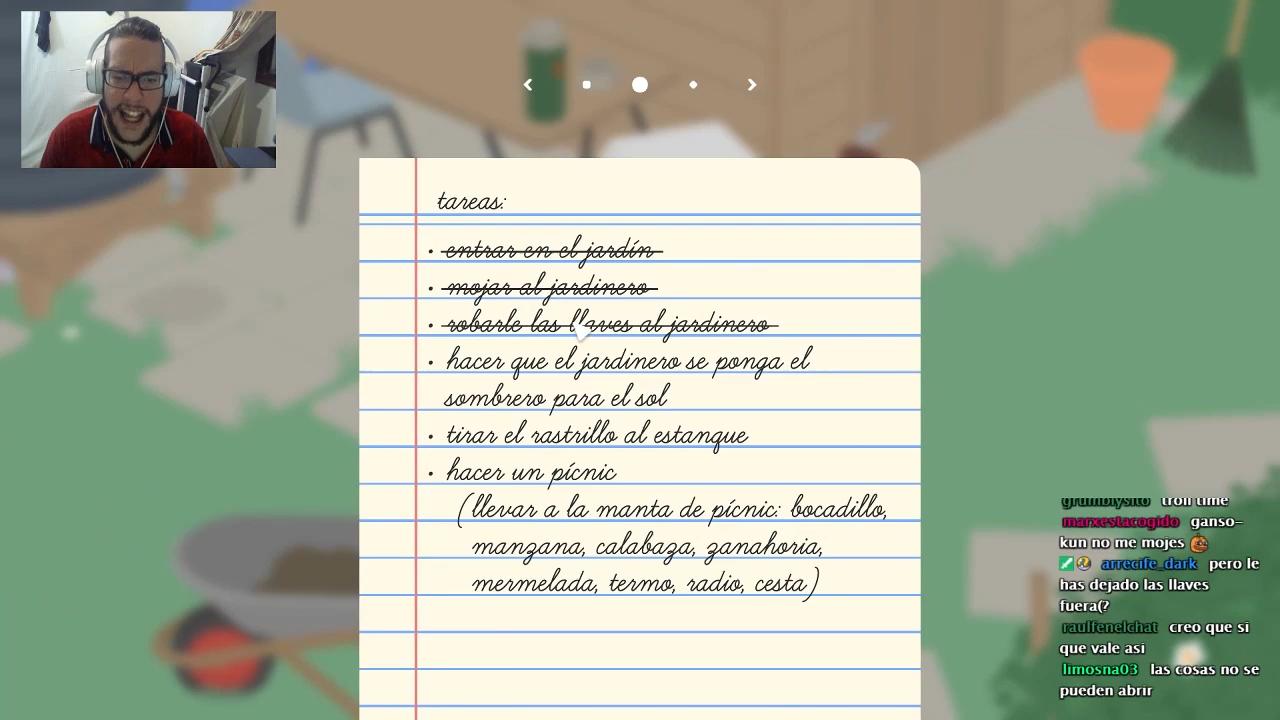 tareas:
• entrar en el jardín
• mojar al jardinero
• robarle las llaves al jardinero
• hacer que el jardinero se ponga el
sombrero para el sol
• tirar el rastrillo al estanque
• hacer un pícnic
(llevar a la manta de pícnic: bocadillo,
manzana, calabaza, zanahoria,
mermelada, termo, radio, cesta)
grumblysito troll time
marxestacogido ganso-
kun no me mojes
arrecife_dark pero le
has dejado las llaves
fuera(?
raulfenelchat creo que si
que vale asi
limosna03 las cosas no se
pueden abrir